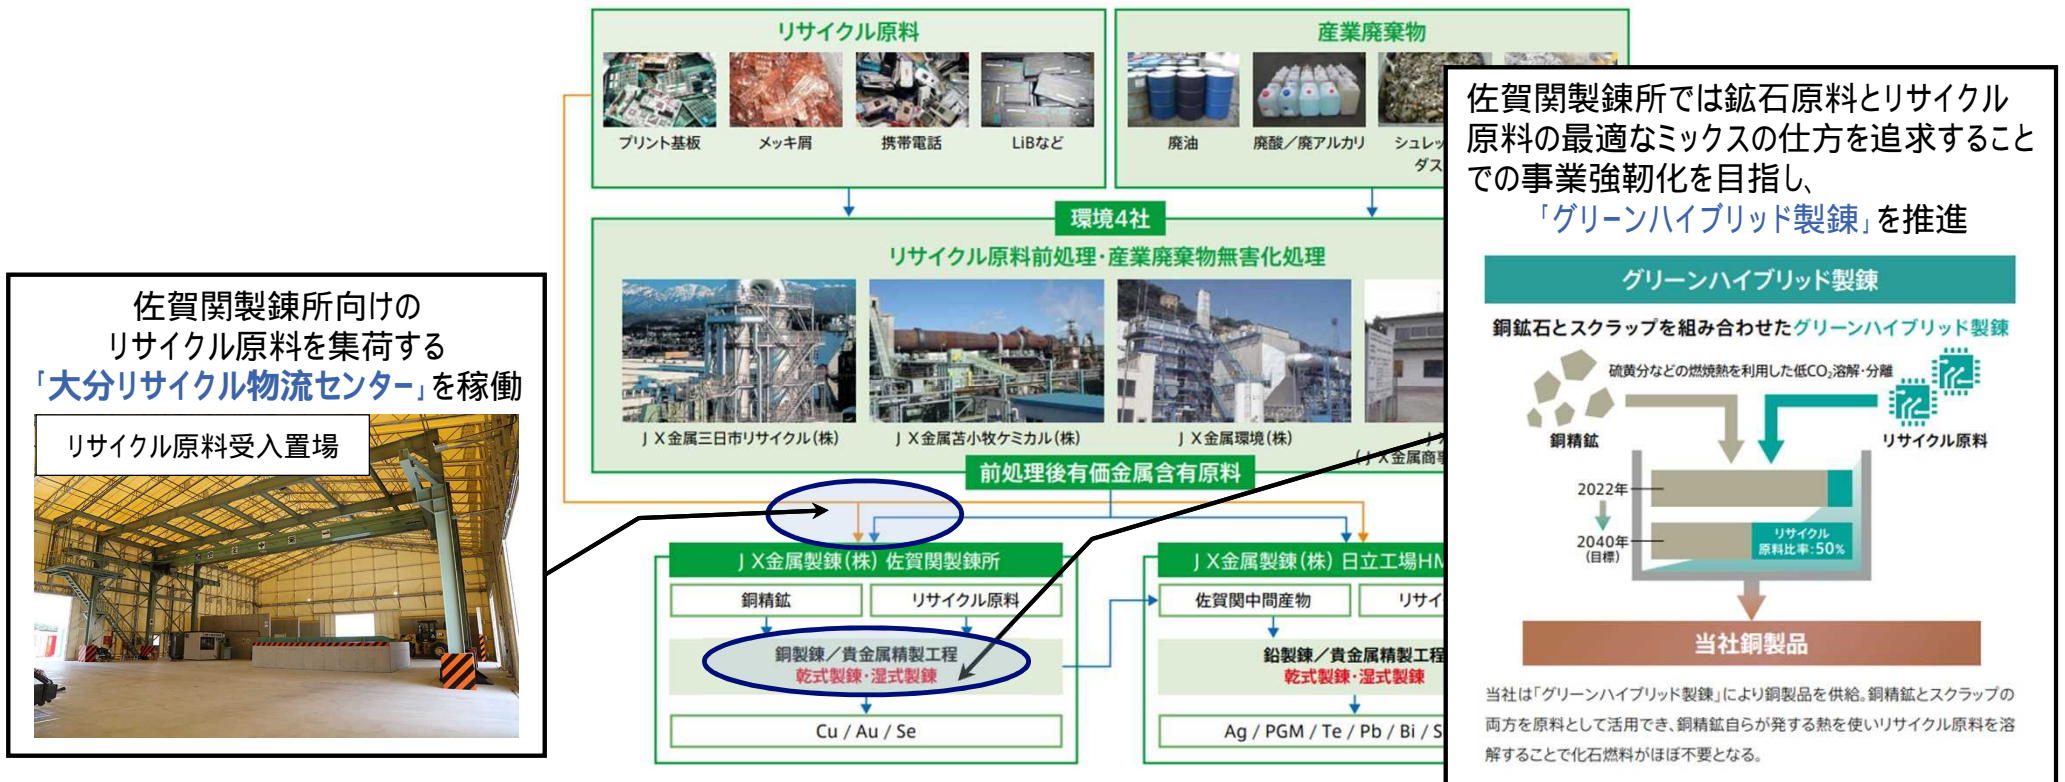 リサイクル原料
プリント基板
メッキ屑
携帯電話
LiBなど
産業廃棄物
廃油
廃酸／廃アルカリ
シュレッ
ダス
環境4社
リサイクル原料前処理・産業廃棄物無害化処理
ＪＸ金属三日市リサイクル(株)
ＪＸ金属苫小牧ケミカル(株)
ＪＸ金属環境(株)
(ＪＸ金属商事
前処理後有価金属含有原料
佐賀関製錬所向けの
リサイクル原料を集荷する
「大分リサイクル物流センター」を稼働
リサイクル原料受入置場
ＪＸ金属製錬(株) 佐賀関製錬所
銅精鉱
リサイクル原料
銅製錬／貴金属精製工程
乾式製錬・湿式製錬
Cu / Au / Se
ＪＸ金属製錬(株) 日立工場HM
佐賀関中間産物
リサイ
鉛製錬／貴金属精製工程
乾式製錬・湿式製錬
Ag / PGM / Te / Pb / Bi / S
佐賀関製錬所では鉱石原料とリサイクル
原料の最適なミックスの仕方を追求すること
での事業強靭化を目指し、
「グリーンハイブリッド製錬」を推進
グリーンハイブリッド製錬
銅鉱石とスクラップを組み合わせたグリーンハイブリッド製錬
硫黄分などの燃焼熱を利用した低CO₂溶解・分離
銅精鉱
リサイクル原料
2022年
2040年
(目標)
リサイクル
原料比率：50%
当社銅製品
当社は「グリーンハイブリッド製錬」により銅製品を供給。銅精鉱とスクラップの
両方を原料として活用でき、銅精鉱自らが発する熱を使いリサイクル原料を溶
解することで化石燃料がほぼ不要となる。